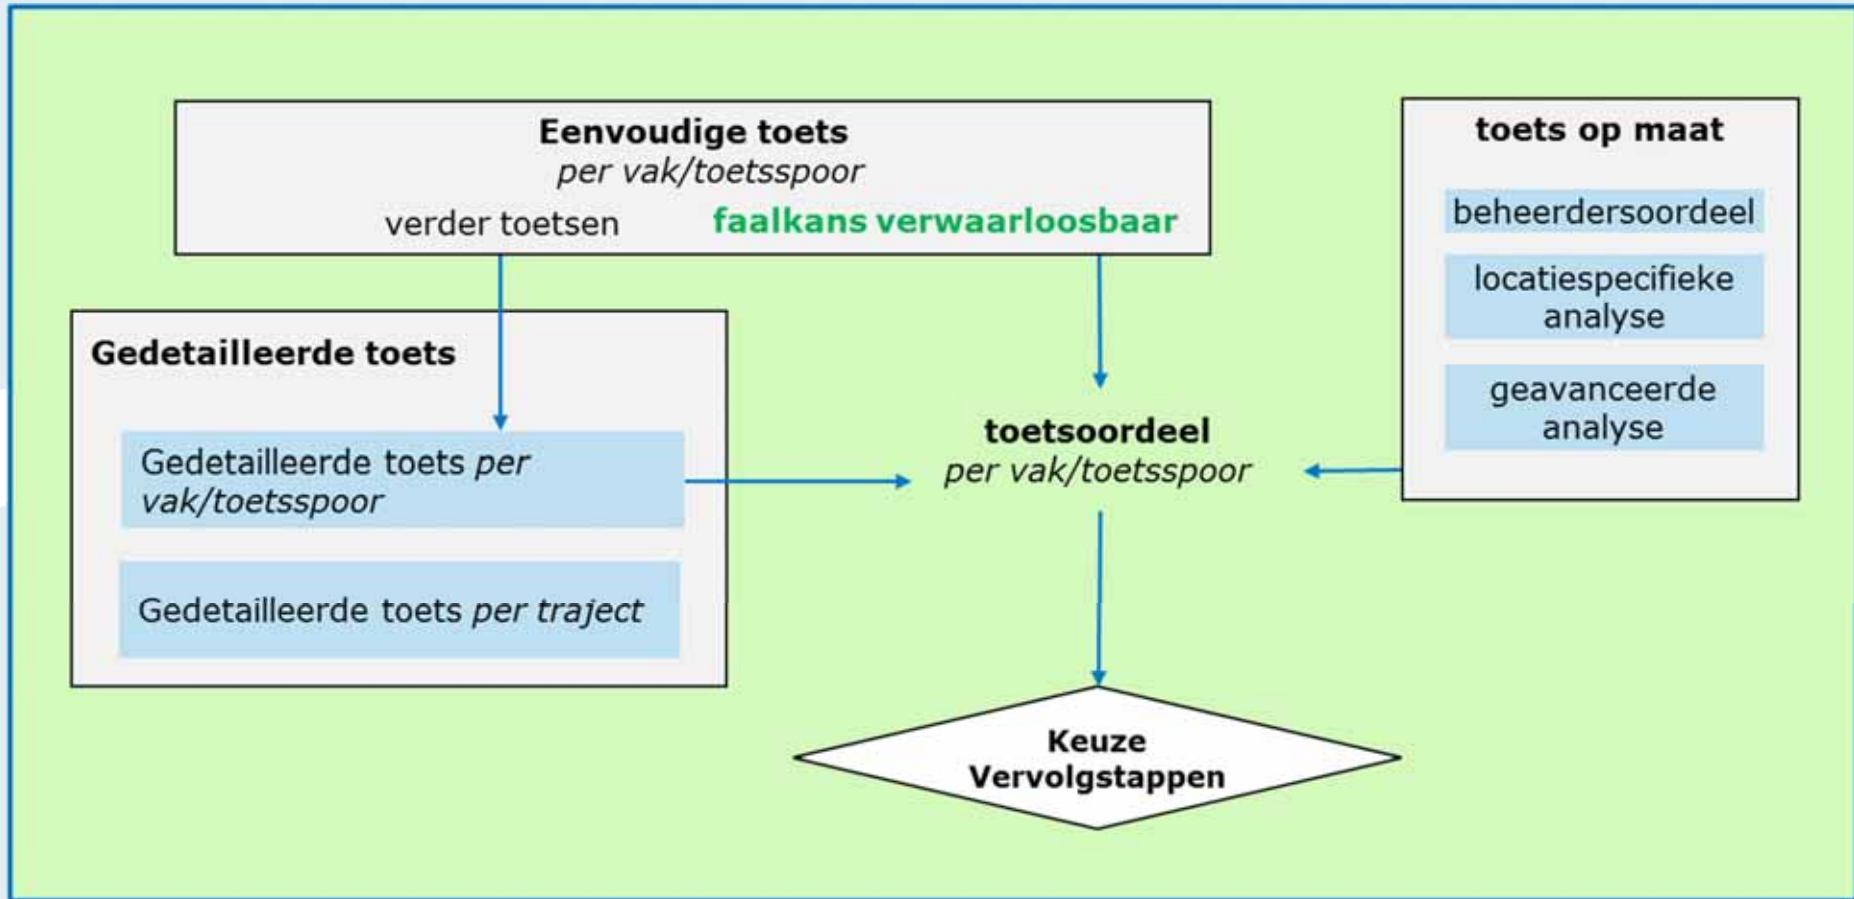 Eenvoudige toets
per vak/toetsspoor
verder toetsen
faalkans verwaarloosbaar
toets op maat
beheerdersoordeel
locatiespecifieke
analyse
geavanceerde
analyse
Gedetailleerde toets
Gedetailleerde toets per
vak/toetsspoor
Gedetailleerde toets per traject
toetsoordeel
per vak/toetsspoor
Keuze
Vervolgstappen